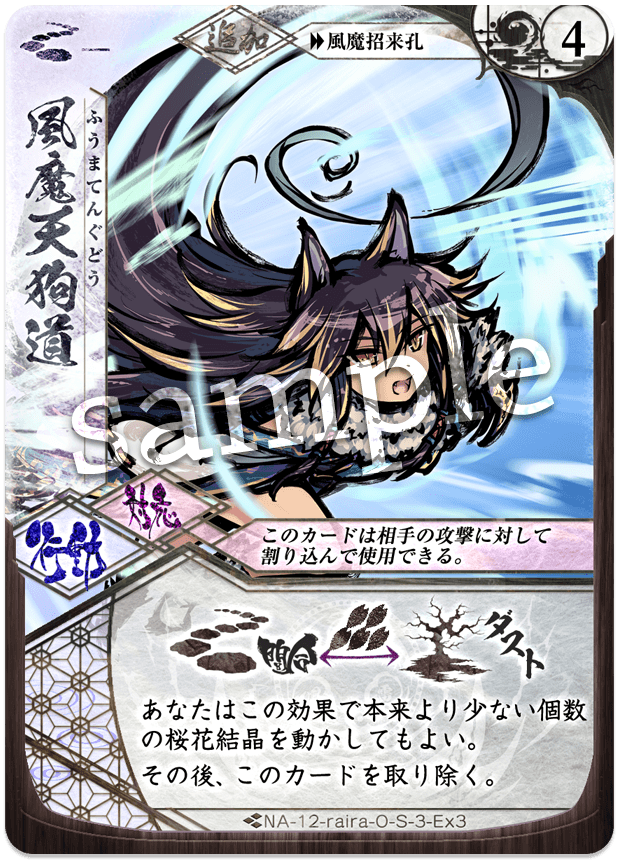 追加
▶▶風魔招来孔
4
風魔天狗道
ふうまてんぐどう
sample
対応
行動
このカードは相手の攻撃に対して
割り込んで使用できる。
間合
ダスト
あなたはこの効果で本来より少ない個数
の桜花結晶を動かしてもよい。
その後、このカードを取り除く。
NA-12-raira-O-S-3-Ex3